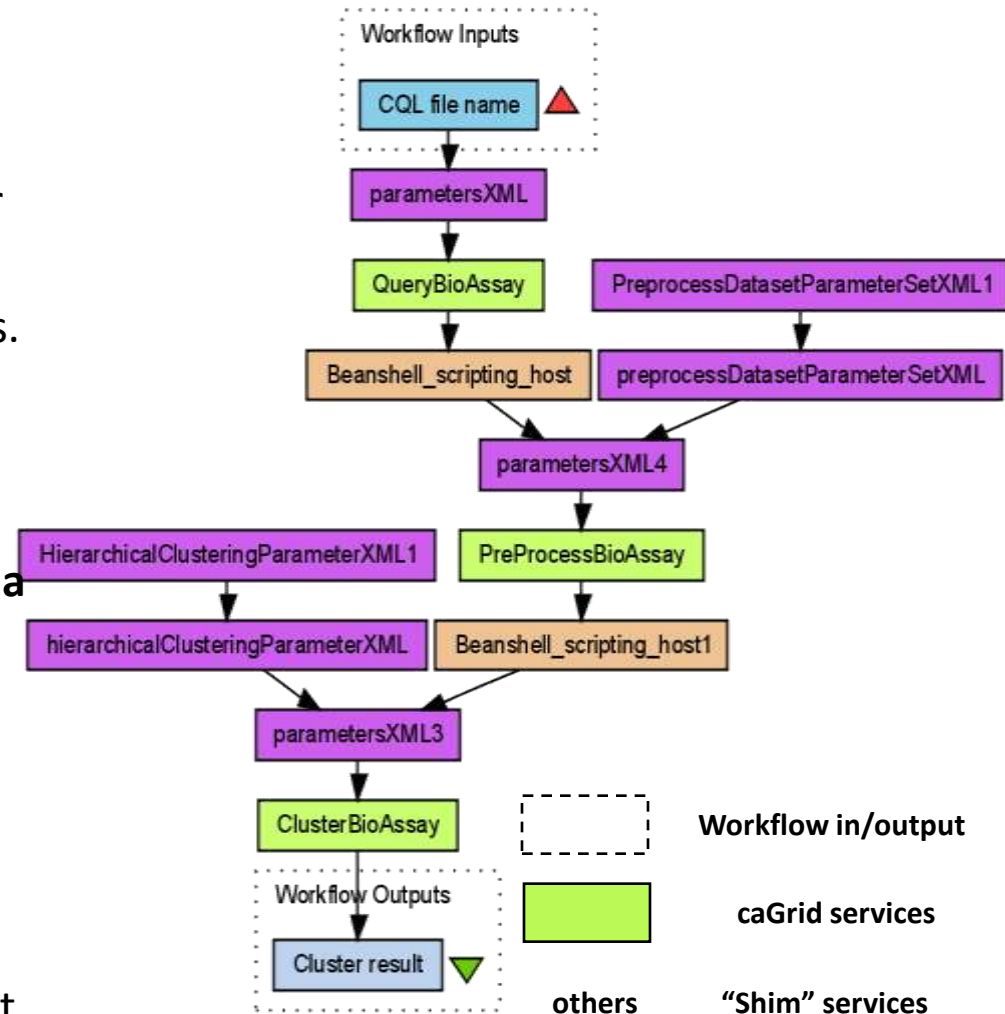 Workflow Inputs
CQL file name
parametersXML
QueryBioAssay
PreprocessDatasetParameterSetXML1
s.
Beanshell_scripting_host
preprocessDatasetParameterSetXML
parametersXML4
HierarchicalClusteringParameterXML1
PreProcessBioAssay
a
hierarchicalClusteringParameterXML
Beanshell_scripting_host1
parametersXML3
ClusterBioAssay
Workflow in/output
Workflow Outputs
caGrid services
Cluster result
others
“Shim” services
t